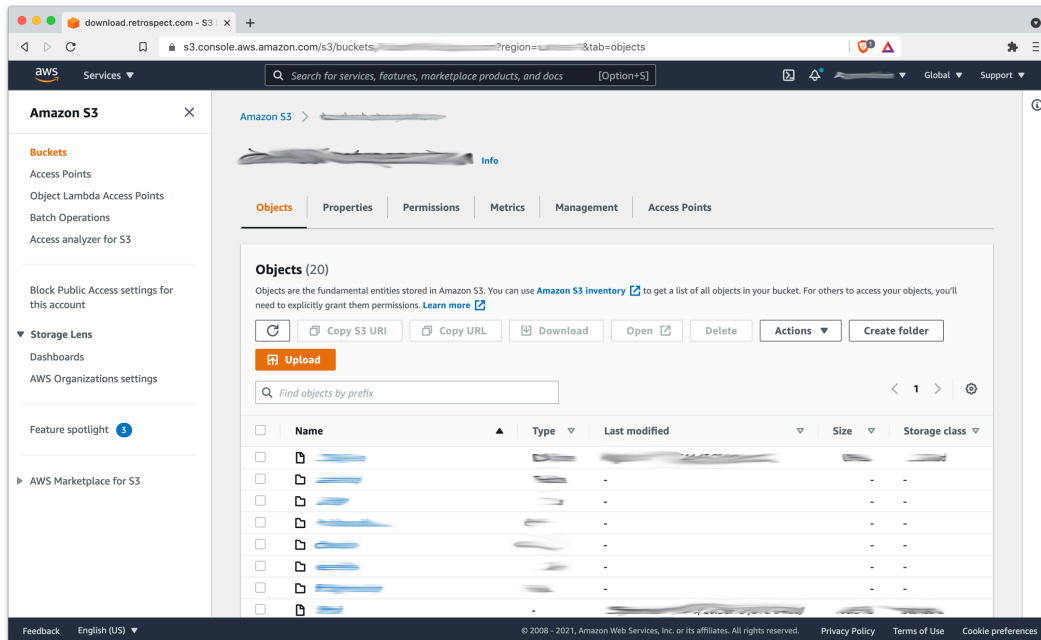 download.retrospect.com - S3
s3.console.aws.amazon.com/s3/buckets ?region= &tab=objects
aws Services ▼ Search for services, features, marketplace products, and docs [Option+S] Global ▼ Support ▼
Amazon S3
Buckets
Access Points
Object Lambda Access Points
Batch Operations
Access analyzer for S3
Block Public Access settings for
this account
Storage Lens
Dashboards
AWS Organizations settings
Feature spotlight 3
AWS Marketplace for S3
Amazon S3 >
Info
Objects Properties Permissions Metrics Management Access Points
Objects (20)
Objects are the fundamental entities stored in Amazon S3. You can use Amazon S3 inventory to get a list of all objects in your bucket. For others to access your objects, you'll
need to explicitly grant them permissions. Learn more
Copy S3 URI Copy URL Download Open Delete Actions ▼ Create folder
Upload
Find objects by prefix
< 1 >
Name Type Last modified Size Storage class
- - -
- - -
- - -
- - -
- - -
- - -
-
Feedback English (US) ▼ © 2008 - 2021, Amazon Web Services, Inc. or its affiliates. All rights reserved. Privacy Policy Terms of Use Cookie preferences